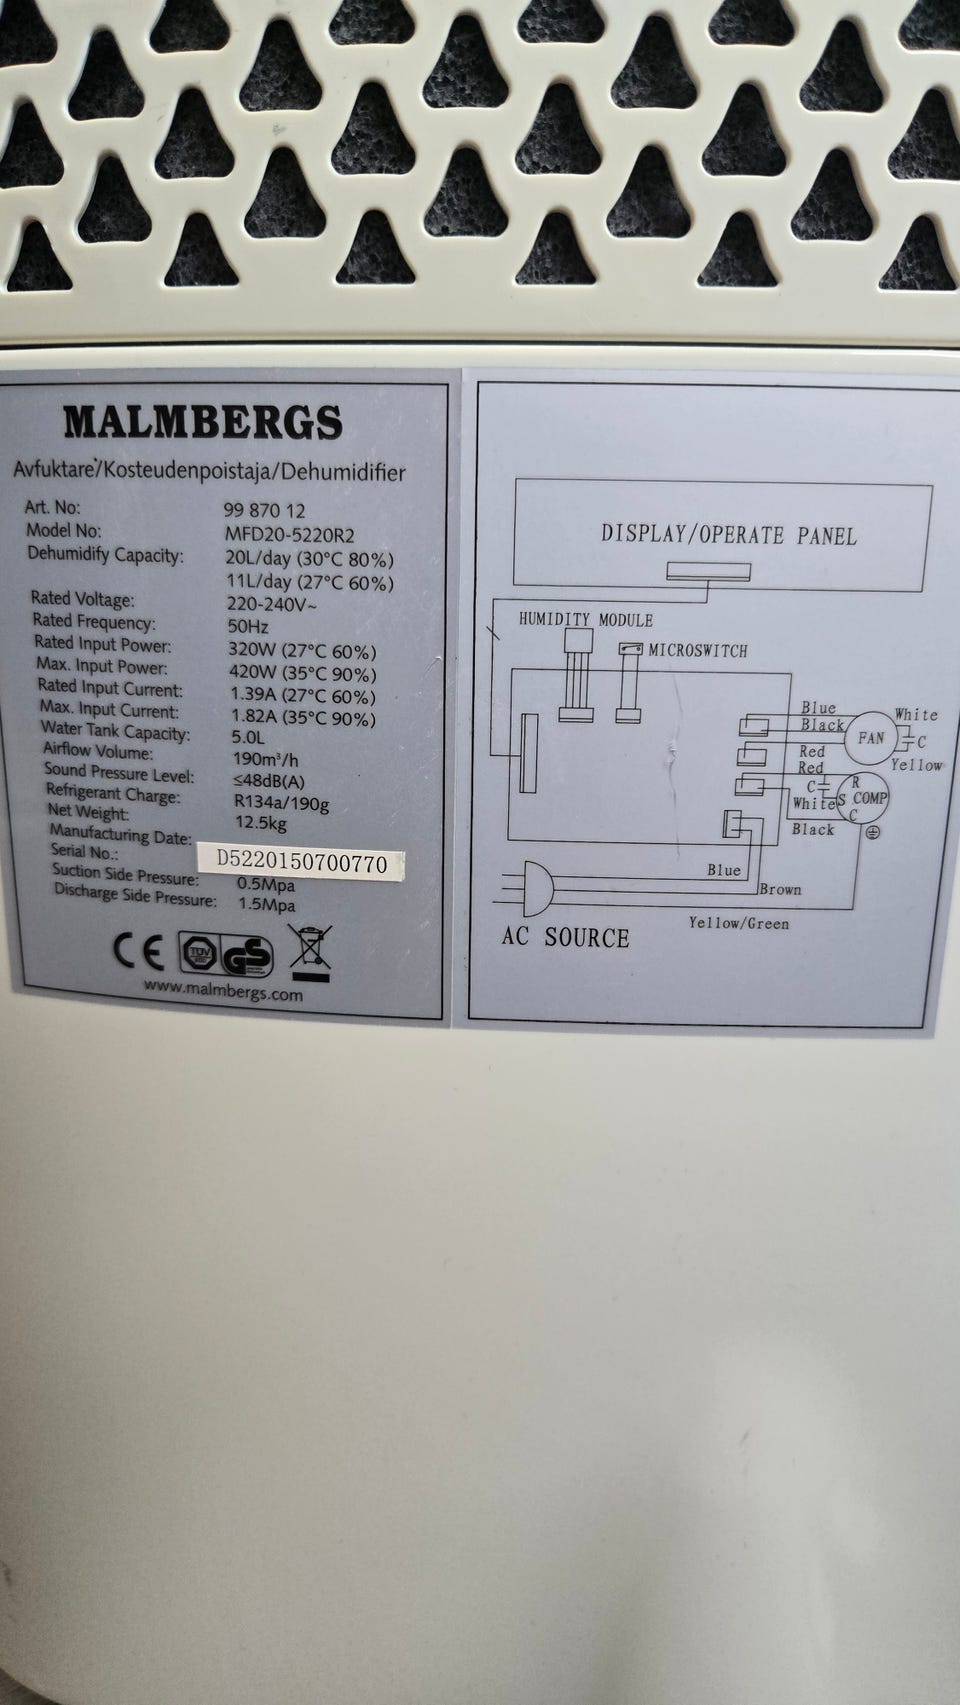 MALMBERGS
Avfuktare/Kosteudenpoistaja/Dehumidifier
Art. No: 99 870 12
Model No: MFD20-5220R2
Dehumidify Capacity: 20L/day (30°C 80%)
11L/day (27°C 60%)
Rated Voltage: 220-240V~
Rated Frequency: 50Hz
Rated Input Power: 320W (27°C 60%)
Max. Input Power: 420W (35°C 90%)
Rated Input Current: 1.39A (27°C 60%)
Max. Input Current: 1.82A (35°C 90%)
Water Tank Capacity: 5.0L
Airflow Volume: 190m³/h
Sound Pressure Level: ≤48dB(A)
Refrigerant Charge: R134a/190g
Net Weight: 12.5kg
Manufacturing Date:
Serial No.: D5220150700770
Suction Side Pressure: 0.5Mpa
Discharge Side Pressure: 1.5Mpa
CE TÜV GS
www.malmbergs.com
DISPLAY/OPERATE PANEL
HUMIDITY MODULE
MICROSWITCH
Blue
White
Black
FAN
C
Red
Yellow
Red
R
C
S COMP
White
C
Black
Blue
Brown
Yellow/Green
AC SOURCE